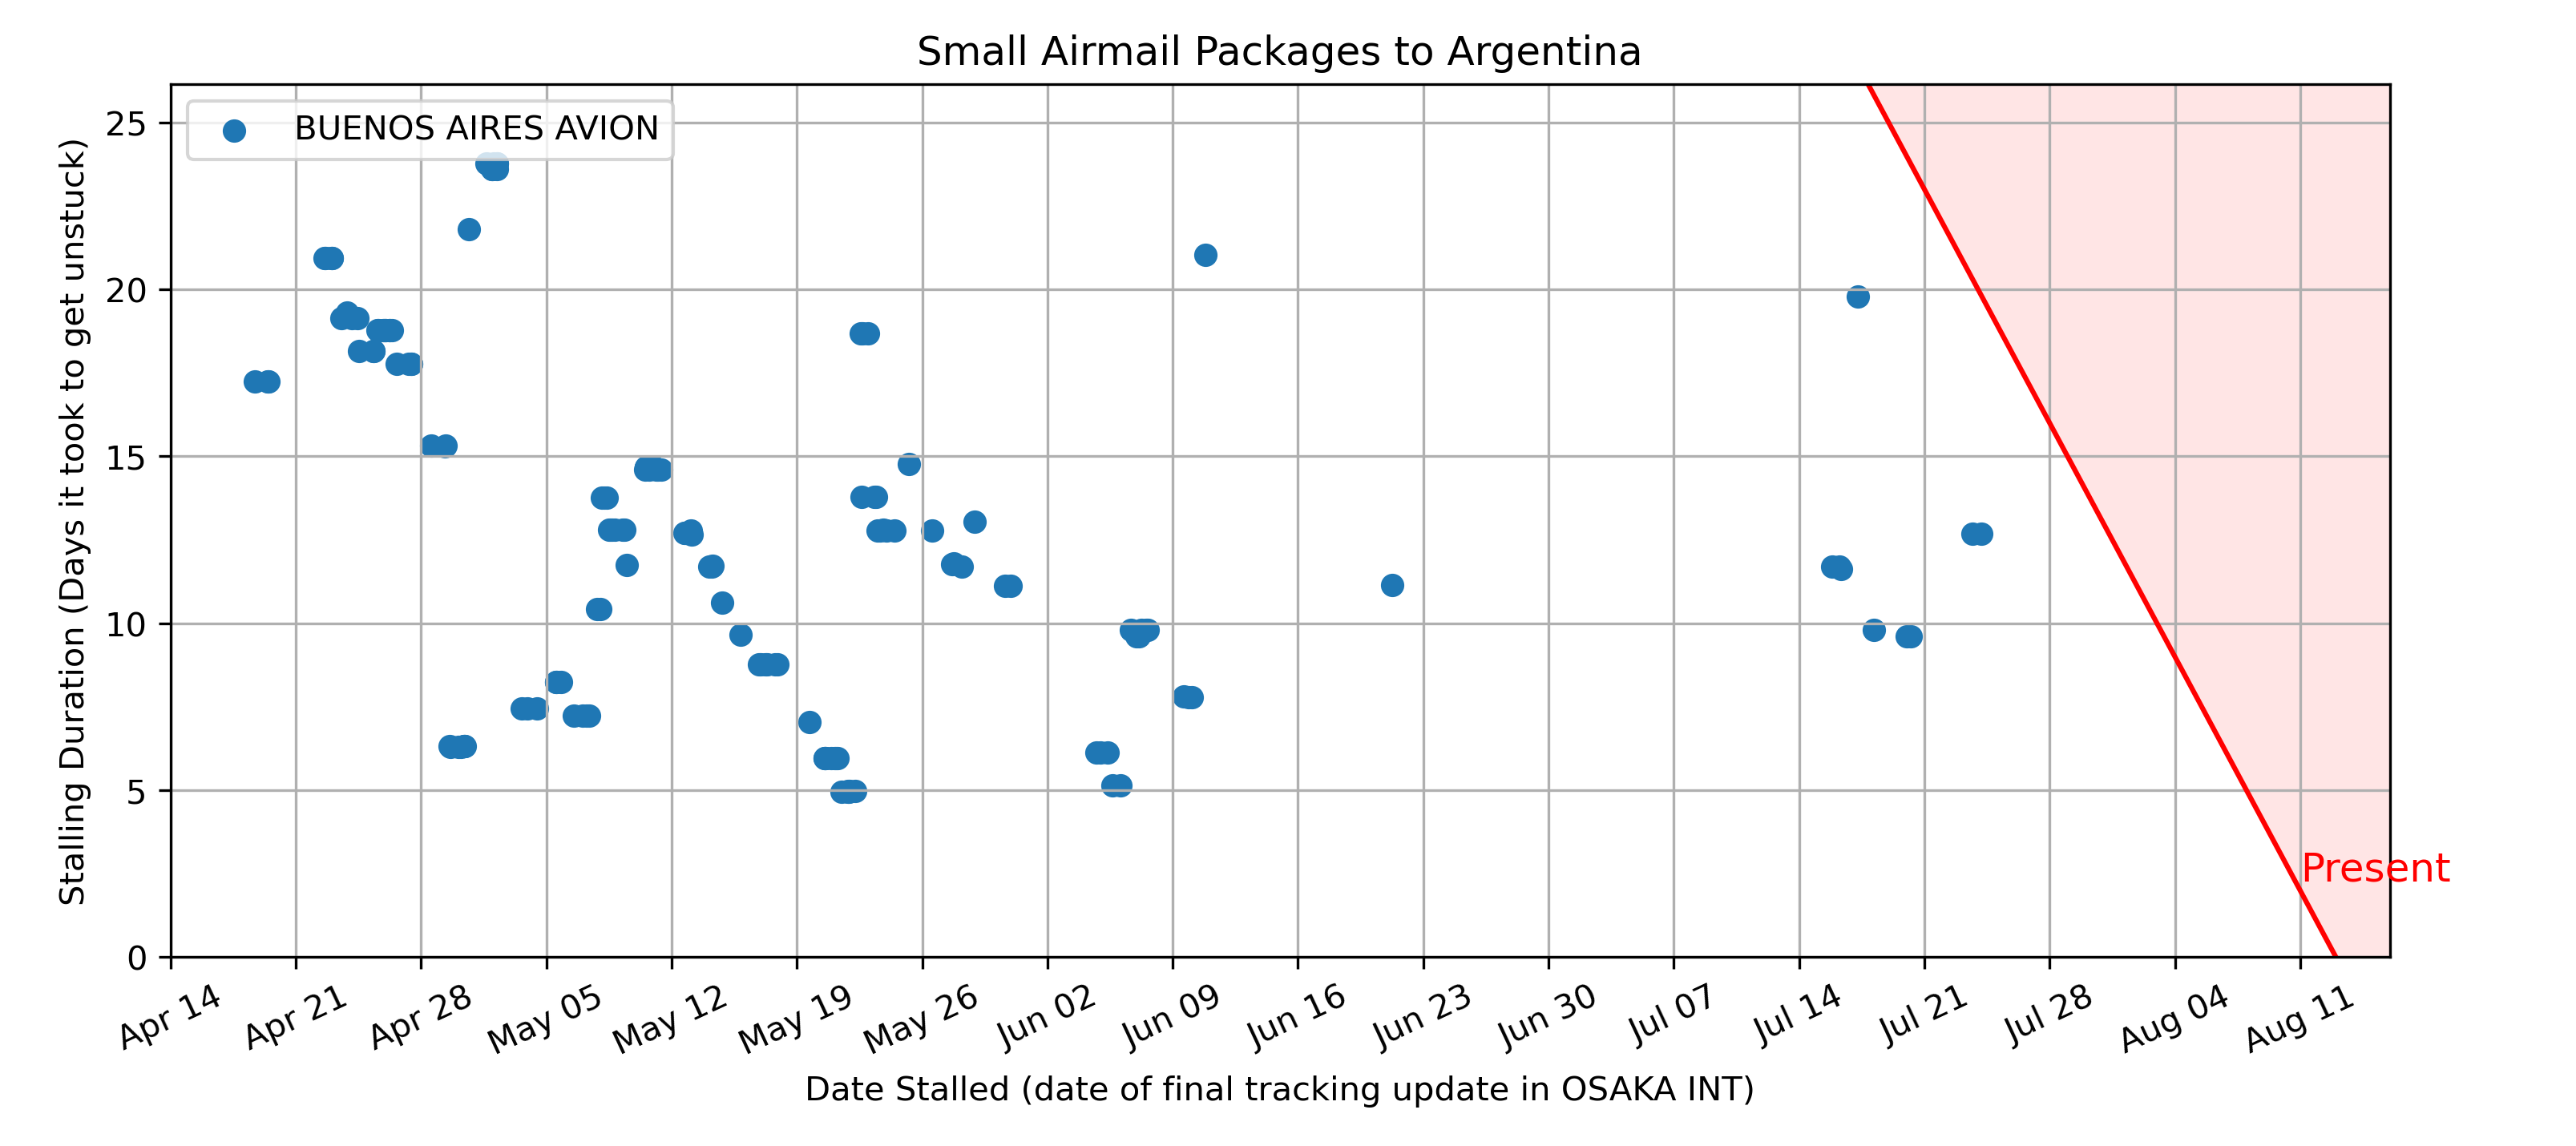 Small Airmail Packages to Argentina
BUENOS AIRES AVION
Stalling Duration (Days it took to get unstuck)
25
20
15
10
5
0
Present
Apr 14
Apr 21
Apr 28
May 05
May 12
May 19
May 26
Jun 02
Jun 09
Jun 16
Jun 23
Jun 30
Jul 07
Jul 14
Jul 21
Jul 28
Aug 04
Aug 11
Date Stalled (date of final tracking update in OSAKA INT)